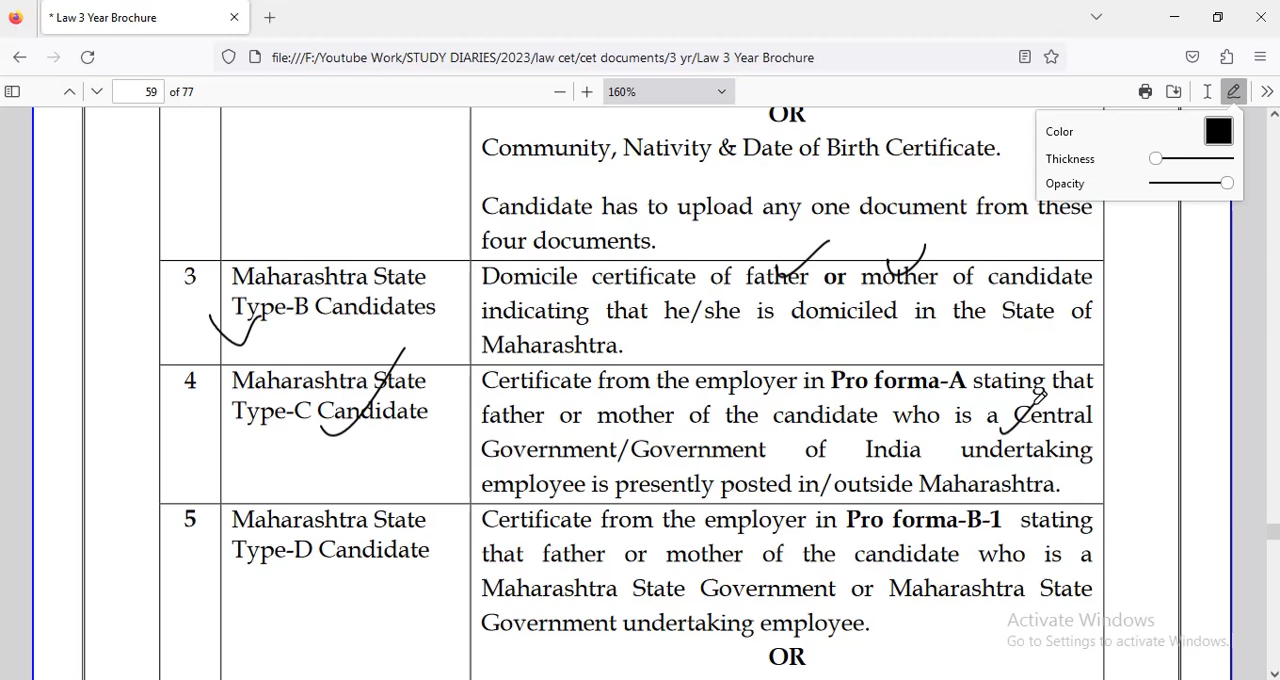 * Law 3 Year Brochure
file:///F:/Youtube Work/STUDY DIARIES/2023/law cet/cet documents/3 yr/Law 3 Year Brochure
59 of 77
160%
Color
Thickness
Opacity
OR
Community, Nativity & Date of Birth Certificate.
Candidate has to upload any one document from these
four documents.
3
Maharashtra State
Type-B Candidates
Domicile certificate of father or mother of candidate
indicating that he/she is domiciled in the State of
Maharashtra.
4
Maharashtra State
Type-C Candidate
Certificate from the employer in Pro forma-A stating that
father or mother of the candidate who is a Central
Government/Government of India undertaking
employee is presently posted in/outside Maharashtra.
5
Maharashtra State
Type-D Candidate
Certificate from the employer in Pro forma-B-1 stating
that father or mother of the candidate who is a
Maharashtra State Government or Maharashtra State
Government undertaking employee.
OR
Activate Windows
Go to Settings to activate Windows.